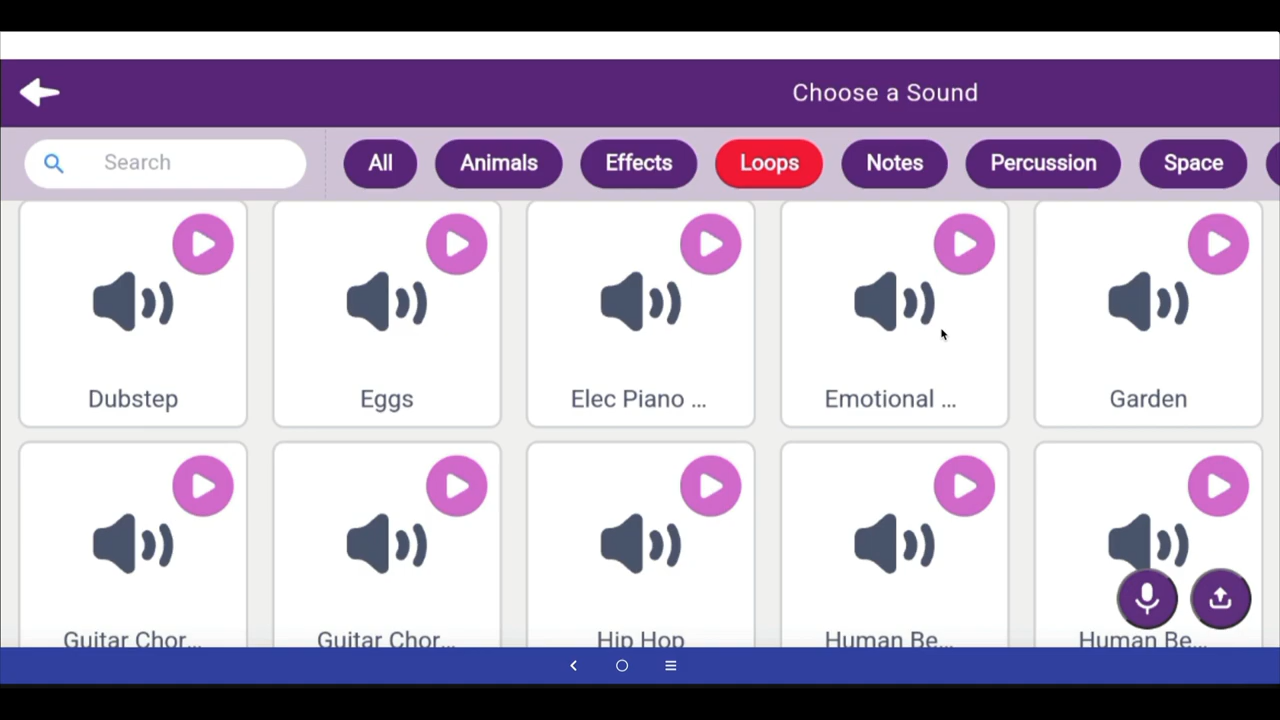 Choose a Sound
Search
All
Animals
Effects
Loops
Notes
Percussion
Space
Dubstep
Eggs
Elec Piano ...
Emotional ...
Garden
Guitar Chor...
Guitar Chor...
Hip Hop
Human Be...
Human Be...